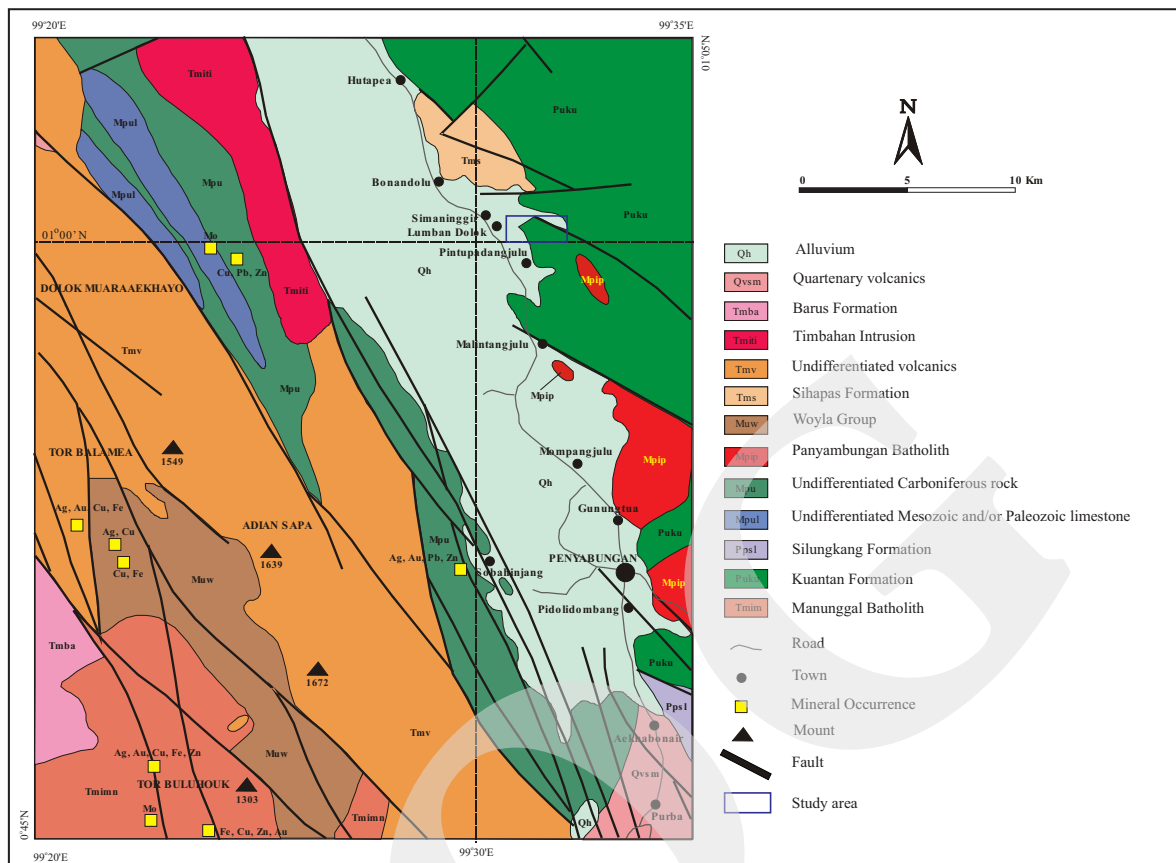 99°20'E
99°35'E
01°05'N
Hutapea
Tmiti
Puku
Mpul
Tms
Mpu
Mpul
Bonandolu
Simaninggir
Lumban Dolok
Puku
01°00' N
Mo
Cu, Pb, Zn
Pintupadangjulu
Qh
Mpip
DOLOK MUARAAEKHAYO
Tmiti
Tmv
Malintangjulu
Mpu
Mpip
TOR BALAMEA
1549
Mompangjulu
Mpip
Qh
Ag, Au, Cu, Fe
Gunungtua
ADIAN SAPA
Ag, Cu
Puku
Mpu
Ag, Au, Pb, Zn
PENYABUNGAN
1639
Cu, Fe
Muw
Sobahinjang
Mpip
Pidolidombang
Tmba
Puku
1672
Ppsl
Tmv
Aeknabonair
Muw
Ag, Au, Cu, Fe, Zn
Qvsm
TOR BULUHOUK
Tmimn
1303
Mo
Tmimn
Purba
Qh
Fe, Cu, Zn, Au
0°45'
99°20'E
99°30'E
N
0 5 10 Km
Qh Alluvium
Qvsm Quartenary volcanics
Tmba Barus Formation
Tmiti Timbahan Intrusion
Tmv Undifferentiated volcanics
Tms Sihapas Formation
Muw Woyla Group
Mpip Panyambungan Batholith
Mpu Undifferentiated Carboniferous rock
Mpul Undifferentiated Mesozoic and/or Paleozoic limestone
Ppsl Silungkang Formation
Puku Kuantan Formation
Tmim Manunggal Batholith
Road
Town
Mineral Occurrence
Mount
Fault
Study area